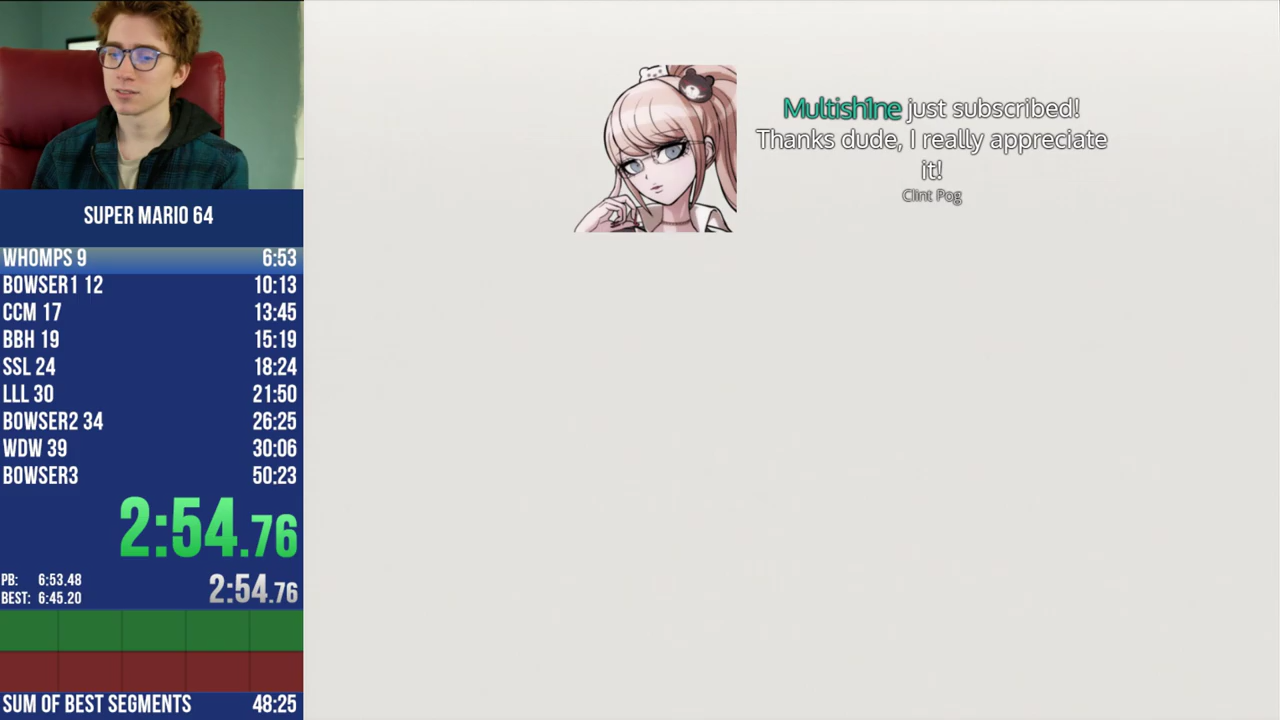 SUPER MARIO 64
WHOMPS 9 6:53
BOWSER1 12 10:13
CCM 17 13:45
BBH 19 15:19
SSL 24 18:24
LLL 30 21:50
BOWSER2 34 26:25
WDW 39 30:06
BOWSER3 50:23
2:54.76
PB: 6:53.48
BEST: 6:45.20
2:54.76
SUM OF BEST SEGMENTS 48:25
Multish1ne just subscribed!
Thanks dude, I really appreciate
it!
Clint Pog